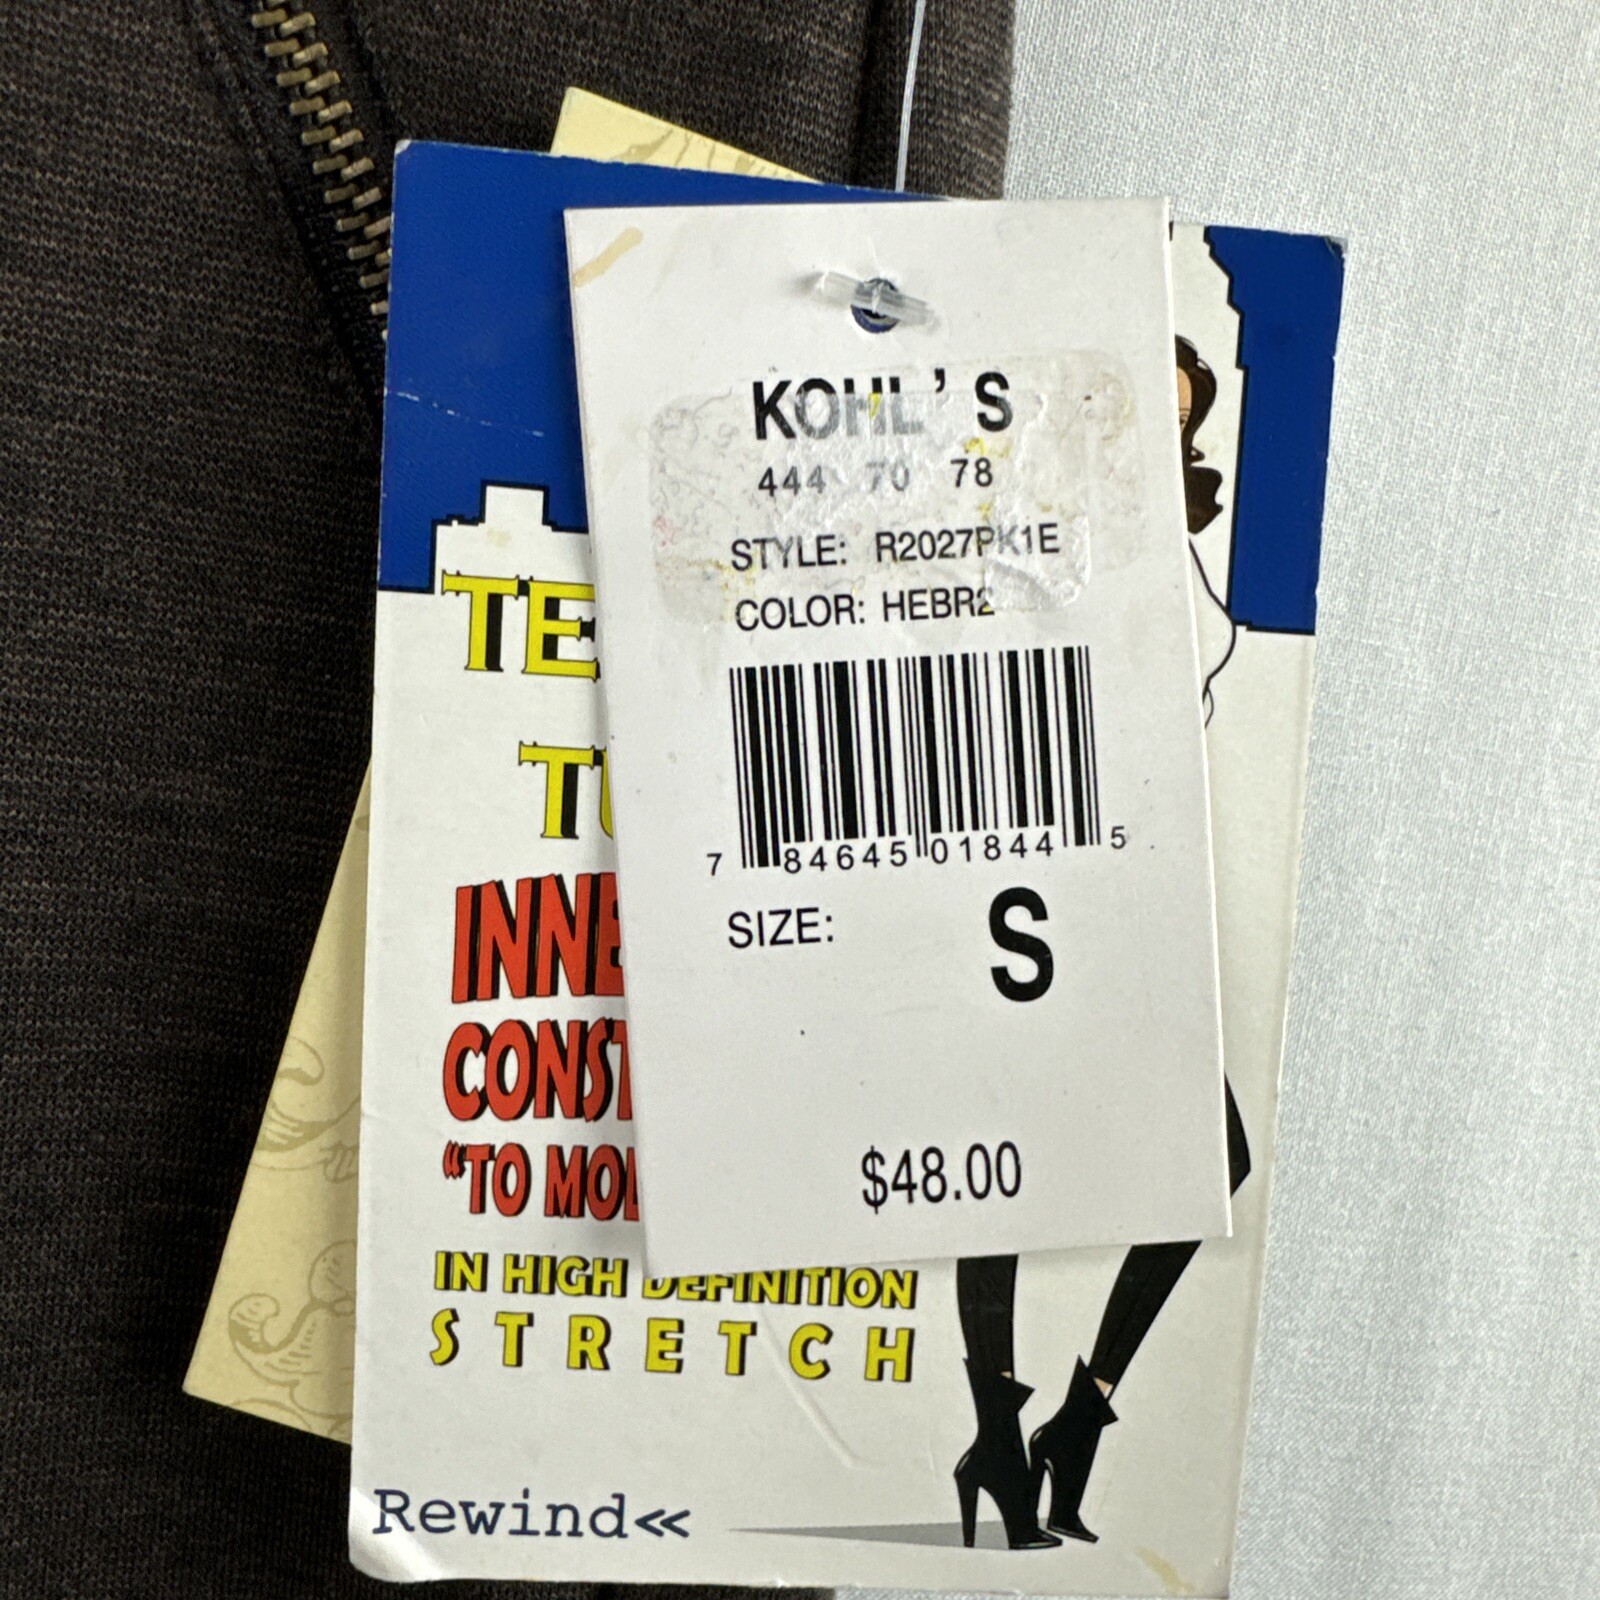 KOHL'S
444 70 78
STYLE: R2027PK1E
COLOR: HEBR2
7 84645 01844 5
SIZE: S
$48.00
"TO
IN HIGH DEFINITION
STRETCH
Rewind<<